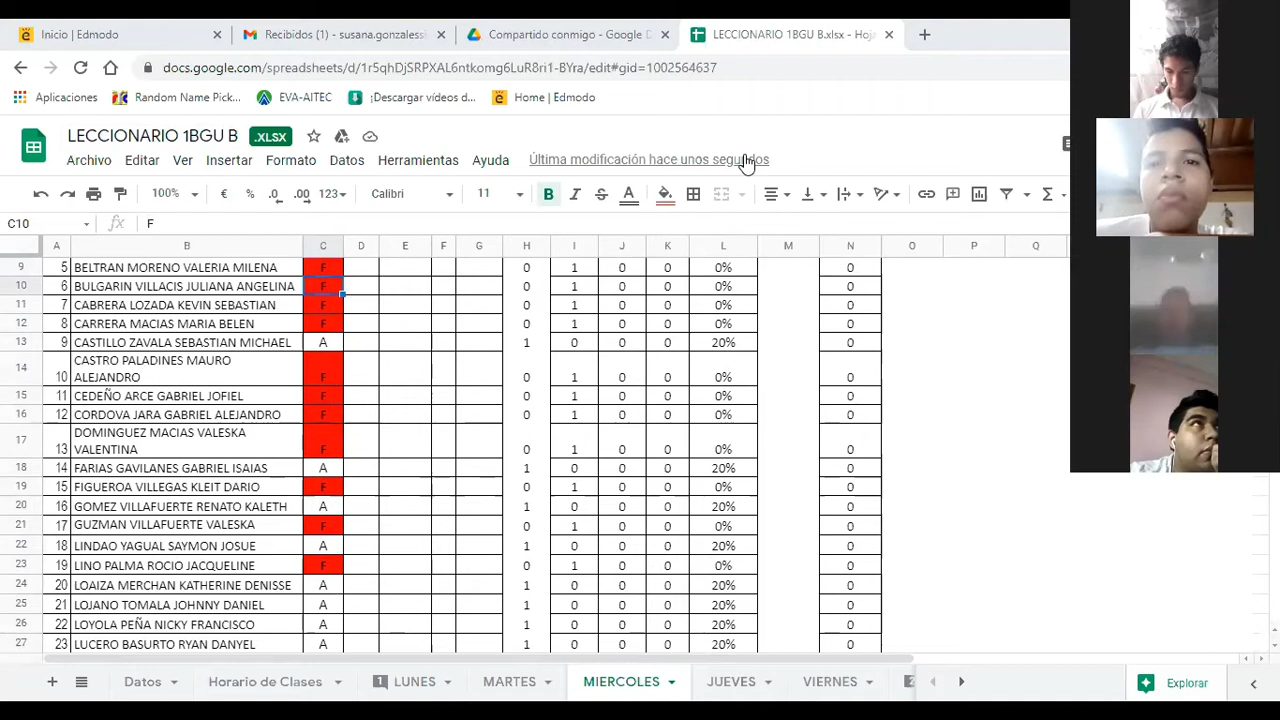 Inicio | Edmodo
Recibidos (1) - susana.gonzaless
Compartido conmigo - Google D
LECCIONARIO 1BGU B.xlsx - Hoja
docs.google.com/spreadsheets/d/1r5qhDjSRPXAL6ntkomg6LuR8ri1-BYra/edit#gid=1002564637
Aplicaciones
Random Name Pick...
EVA-AITEC
¡Descargar vídeos d...
Home | Edmodo
LECCIONARIO 1BGU B .XLSX
Archivo Editar Ver Insertar Formato Datos Herramientas Ayuda Última modificación hace unos segundos
100% € % .0 .00 123 Calibri 11 B I S A Σ
C10 fx F
A B C D E F G H I J K L M N O P Q
9 5 BELTRAN MORENO VALERIA MILENA F 0 1 0 0 0% 0
10 6 BULGARIN VILLACIS JULIANA ANGELINA F 0 1 0 0 0% 0
11 7 CABRERA LOZADA KEVIN SEBASTIAN F 0 1 0 0 0% 0
12 8 CARRERA MACIAS MARIA BELEN F 0 1 0 0 0% 0
13 9 CASTILLO ZAVALA SEBASTIAN MICHAEL A 1 0 0 0 20% 0
CASTRO PALADINES MAURO
14 10 ALEJANDRO F 0 1 0 0 0% 0
15 11 CEDEÑO ARCE GABRIEL JOFIEL F 0 1 0 0 0% 0
16 12 CORDOVA JARA GABRIEL ALEJANDRO F 0 1 0 0 0% 0
DOMINGUEZ MACIAS VALESKA
17 13 VALENTINA F 0 1 0 0 0% 0
18 14 FARIAS GAVILANES GABRIEL ISAIAS A 1 0 0 0 20% 0
19 15 FIGUEROA VILLEGAS KLEIT DARIO F 0 1 0 0 0% 0
20 16 GOMEZ VILLAFUERTE RENATO KALETH A 1 0 0 0 20% 0
21 17 GUZMAN VILLAFUERTE VALESKA F 0 1 0 0 0% 0
22 18 LINDAO YAGUAL SAYMON JOSUE A 1 0 0 0 20% 0
23 19 LINO PALMA ROCIO JACQUELINE F 0 1 0 0 0% 0
24 20 LOAIZA MERCHAN KATHERINE DENISSE A 1 0 0 0 20% 0
25 21 LOJANO TOMALA JOHNNY DANIEL A 1 0 0 0 20% 0
26 22 LOYOLA PEÑA NICKY FRANCISCO A 1 0 0 0 20% 0
27 23 LUCERO BASURTO RYAN DANYEL A 1 0 0 0 20% 0
Datos Horario de Clases 1 LUNES MARTES MIERCOLES JUEVES VIERNES 2 Explorar